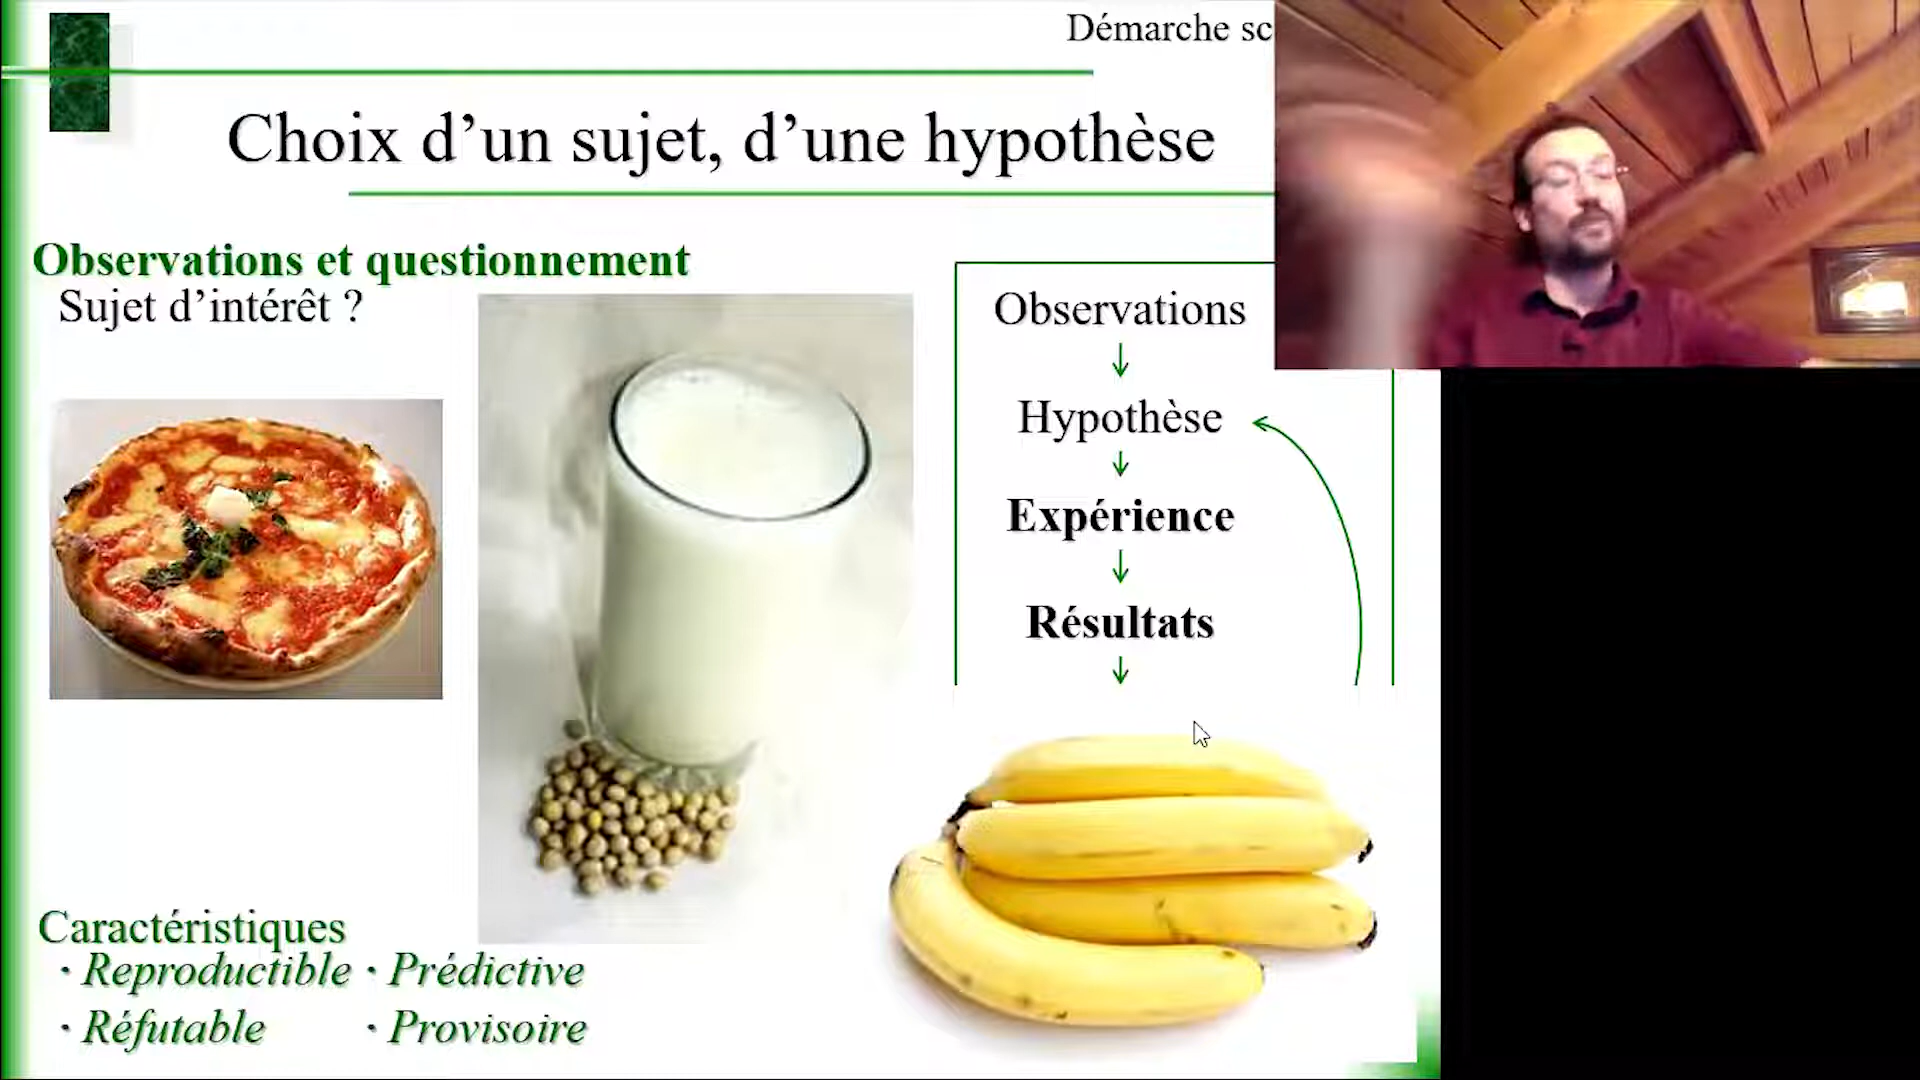 Démarche sc
Choix d’un sujet, d’une hypothèse
Observations et questionnement
Sujet d’intérêt ?
Observations
Hypothèse
Expérience
Résultats
Caractéristiques
· Reproductible · Prédictive
· Réfutable · Provisoire